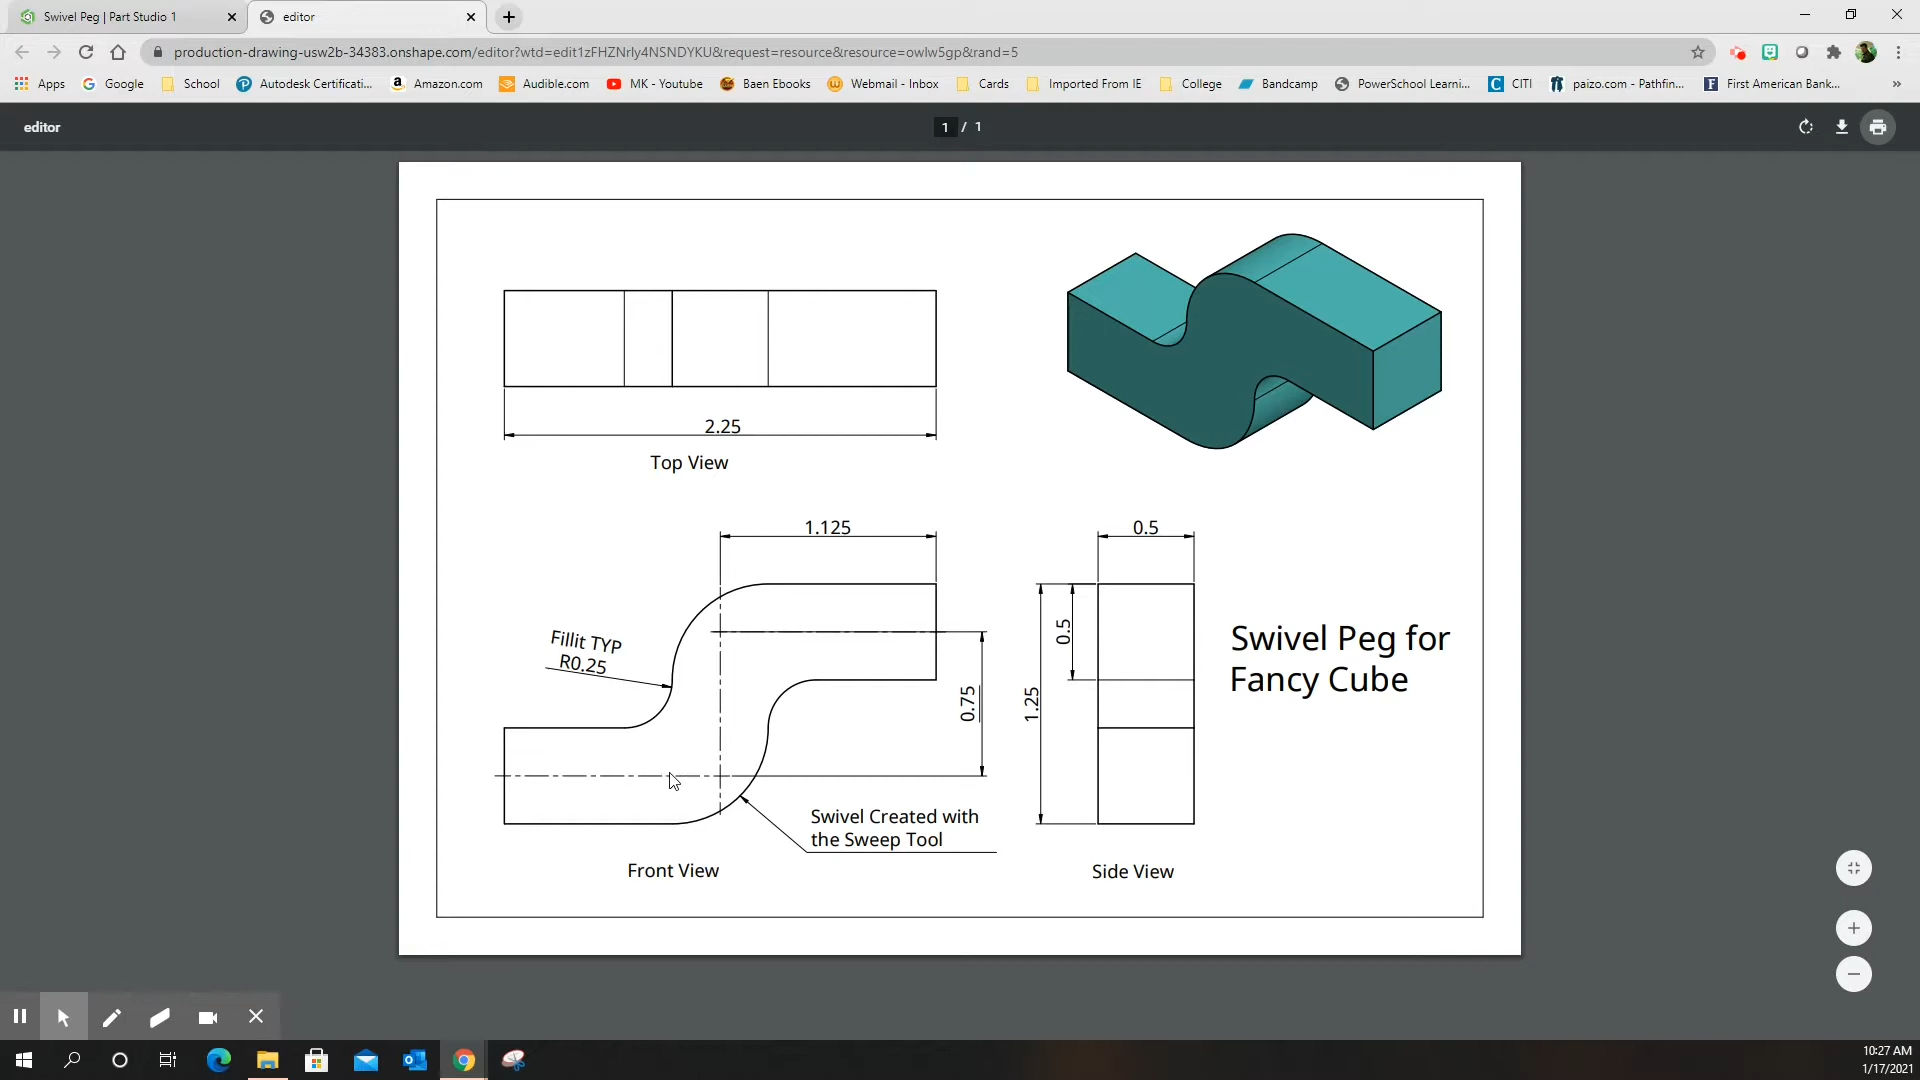 Swivel Peg | Part Studio 1
editor
production-drawing-usw2b-34383.onshape.com/editor?wtd=edit1zFHZNrly4NSNDYKU&request=resource&resource=owlw5gp&rand=5
Apps
Google
School
Autodesk Certificati...
Amazon.com
Audible.com
MK - Youtube
Baen Ebooks
Webmail - Inbox
Cards
Imported From IE
College
Bandcamp
PowerSchool Learni...
CITI
paizo.com - Pathfin...
First American Bank...
editor
1 / 1
2.25
Top View
1.125
0.5
Fillit TYP
R0.25
0.5
0.75
1.25
Swivel Peg for
Fancy Cube
Swivel Created with
the Sweep Tool
Front View
Side View
10:27 AM
1/17/2021